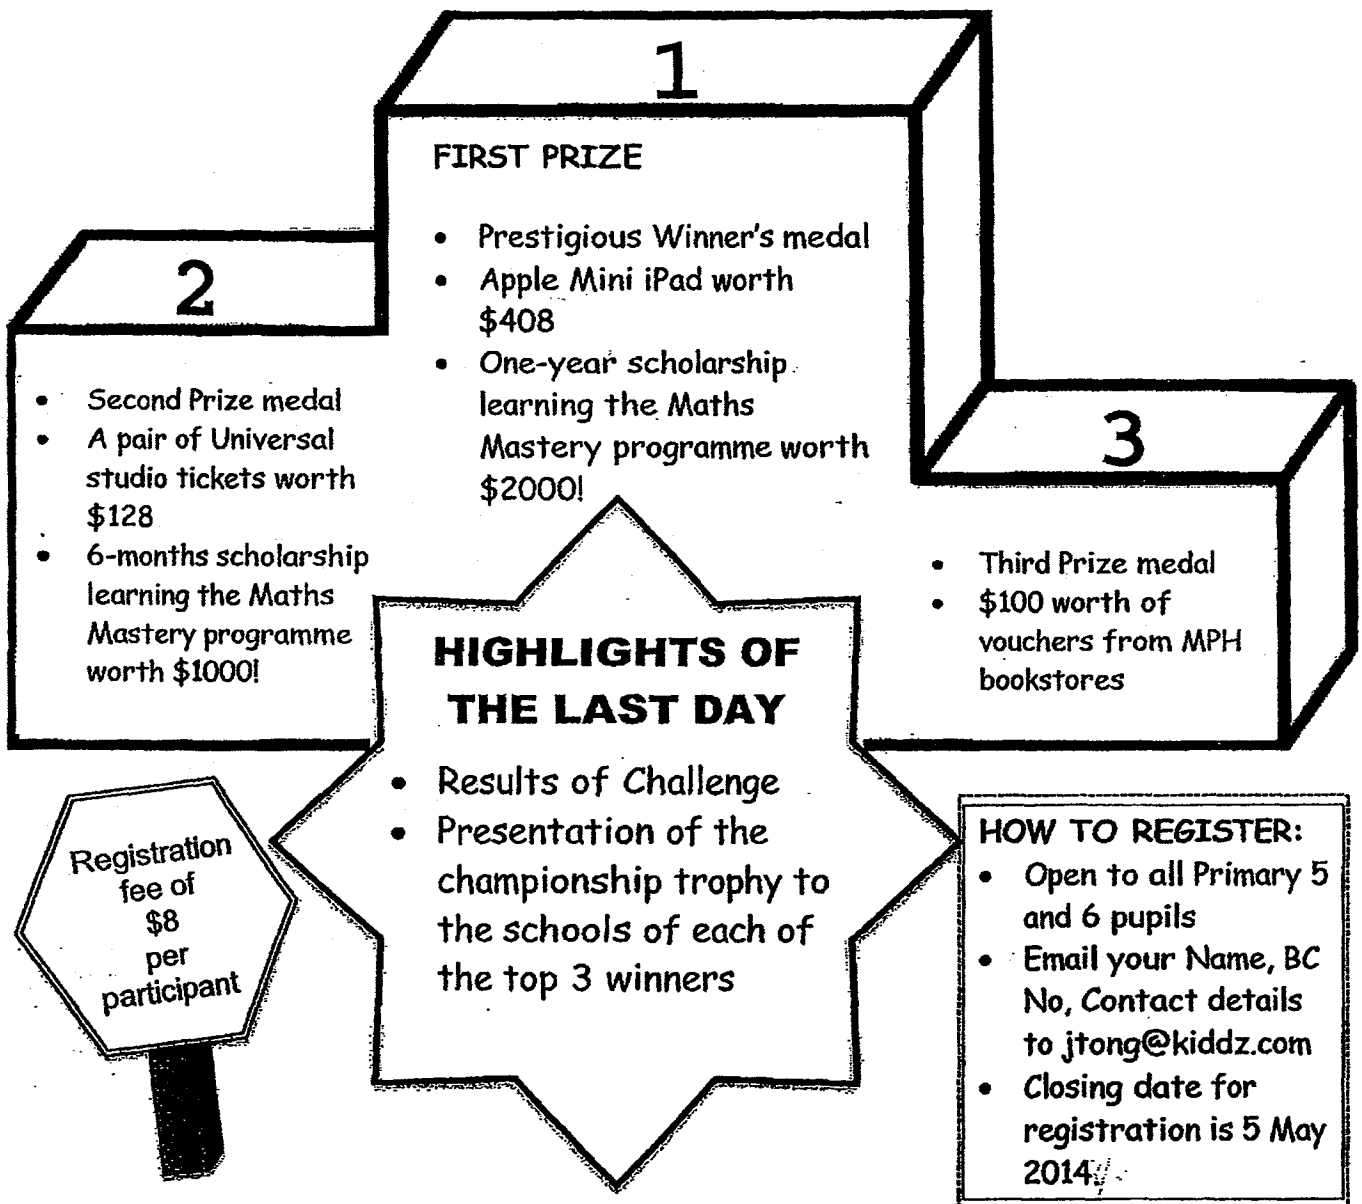 1
FIRST PRIZE
• Prestigious Winner's medal
• Apple Mini iPad worth
$408
• One-year scholarship
learning the Maths
Mastery programme worth
$2000!
2
• Second Prize medal
• A pair of Universal
studio tickets worth
$128
• 6-months scholarship
learning the Maths
Mastery programme
worth $1000!
3
• Third Prize medal
• $100 worth of
vouchers from MPH
bookstores
HIGHLIGHTS OF
THE LAST DAY
• Results of Challenge
• Presentation of the
championship trophy to
the schools of each of
the top 3 winners
Registration
fee of
$8
per
participant
HOW TO REGISTER:
• Open to all Primary 5
and 6 pupils
• Email your Name, BC
No, Contact details
to jtong@kiddz.com
• Closing date for
registration is 5 May
2014